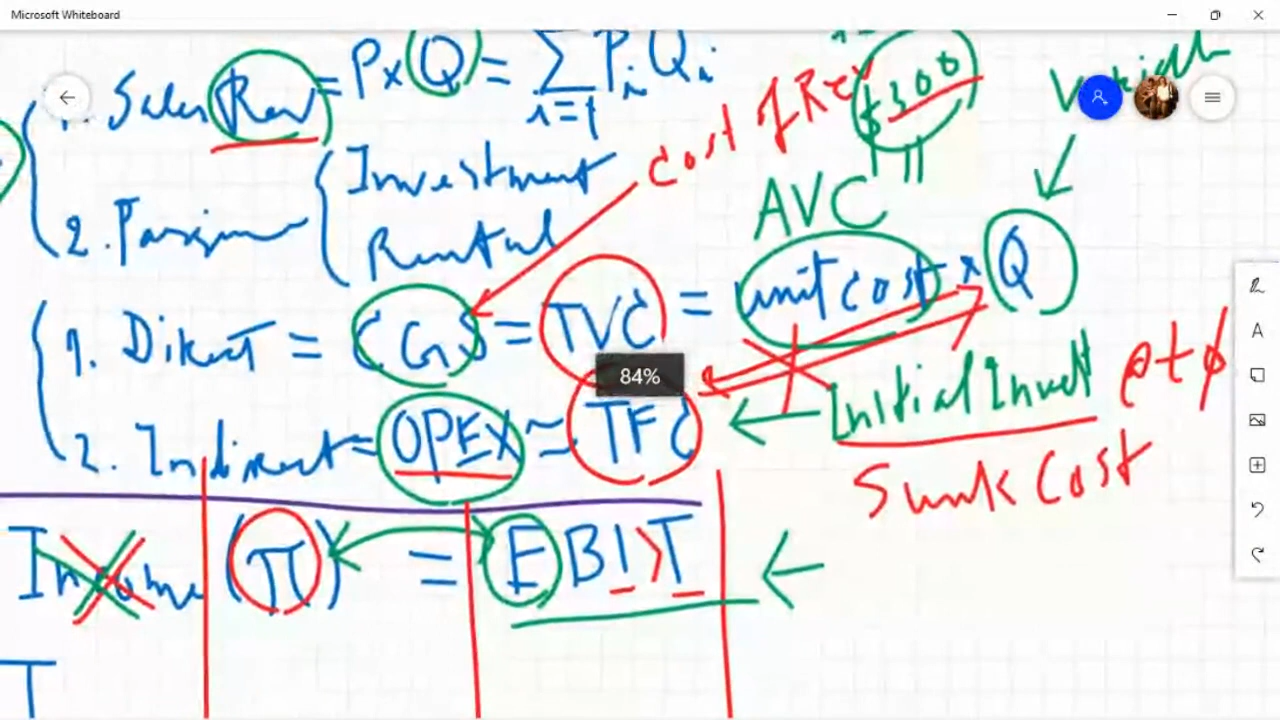 Microsoft Whiteboard
1. Sales Rev = P x Q = Σ i=1 Pi Qi
$300
Variable
Cost of Rev
2. Passive { Investment
Rental
AVC
1. Direct = CGS = TVC = unit cost x Q
84%
Initial Invest @ t φ
2. Indirect = OPEX ≈ TFC
Sunk Cost
Income (π) = EBIT